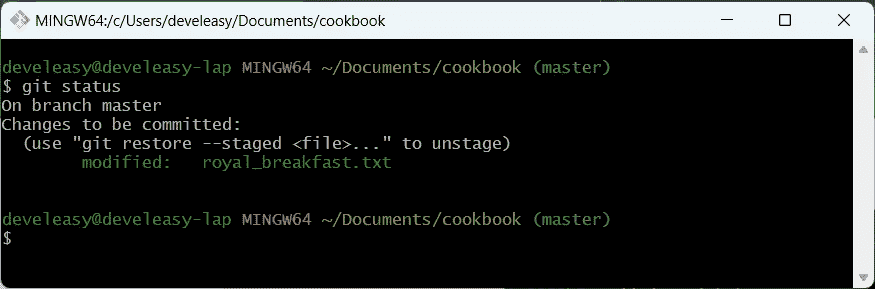 MINGW64:/c/Users/develeasy/Documents/cookbook
develeasy@develeasy-lap MINGW64 ~/Documents/cookbook (master)
$ git status
On branch master
Changes to be committed:
  (use "git restore --staged <file>..." to unstage)
        modified:   royal_breakfast.txt
develeasy@develeasy-lap MINGW64 ~/Documents/cookbook (master)
$